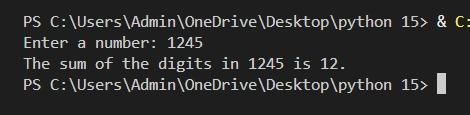 PS C:\Users\Admin\OneDrive\Desktop\python 15> & C:
Enter a number: 1245
The sum of the digits in 1245 is 12.
PS C:\Users\Admin\OneDrive\Desktop\python 15>